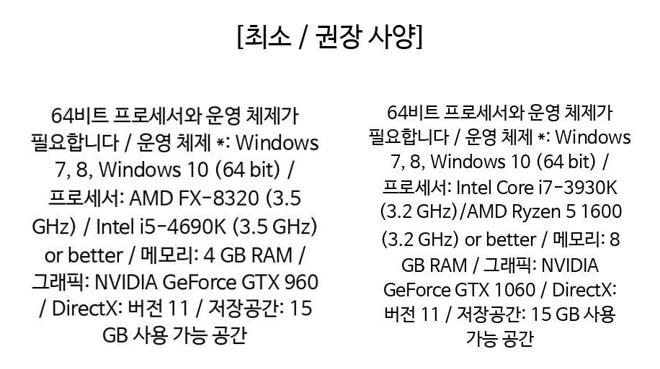 [최소 / 권장 사양]
64비트 프로세서와 운영 체제가
필요합니다 / 운영 체제 *: Windows
7, 8, Windows 10 (64 bit) /
프로세서: AMD FX-8320 (3.5
GHz) / Intel i5-4690K (3.5 GHz)
or better / 메모리: 4 GB RAM /
그래픽: NVIDIA GeForce GTX 960
/ DirectX: 버전 11 / 저장공간: 15
GB 사용 가능 공간
64비트 프로세서와 운영 체제가
필요합니다 / 운영 체제 *: Windows
7, 8, Windows 10 (64 bit) /
프로세서: Intel Core i7-3930K
(3.2 GHz)/AMD Ryzen 5 1600
(3.2 GHz) or better / 메모리: 8
GB RAM / 그래픽: NVIDIA
GeForce GTX 1060 / DirectX:
버전 11 / 저장공간: 15 GB 사용
가능 공간